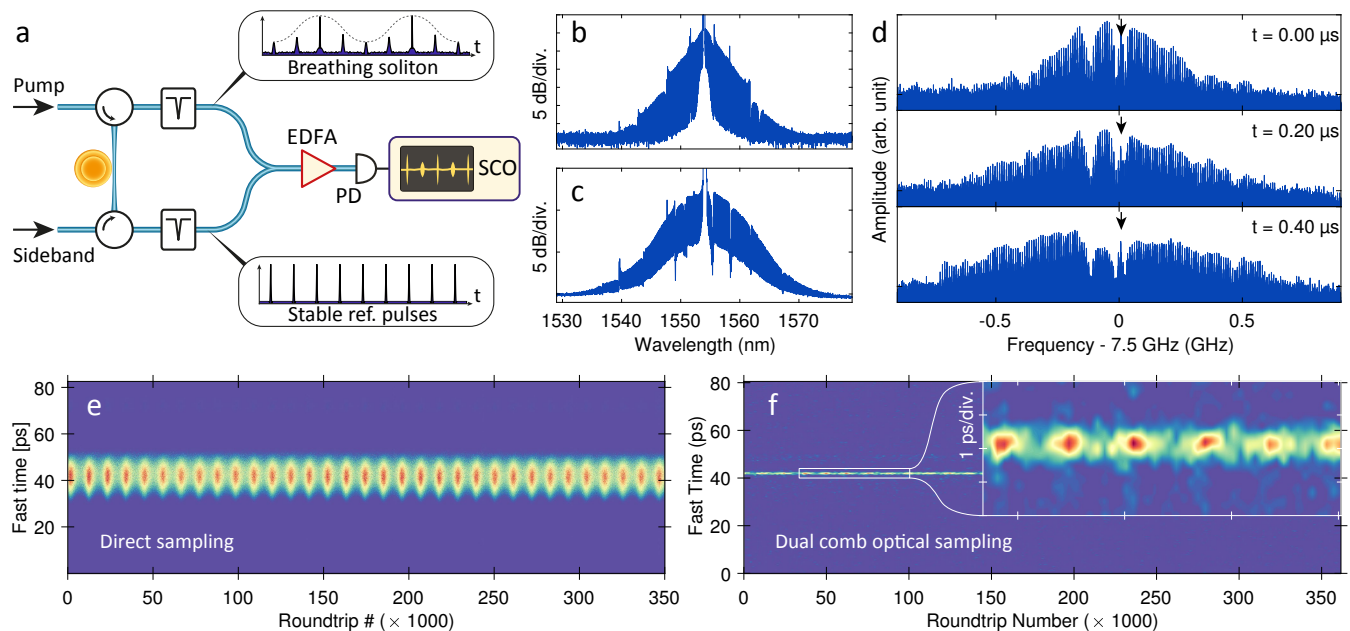 a
t
Breathing soliton
Pump
EDFA
SCO
PD
Sideband
t
Stable ref. pulses
b
5 dB/div.
c
5 dB/div.
1530 1540 1550 1560 1570
Wavelength (nm)
d
t = 0.00 µs
t = 0.20 µs
t = 0.40 µs
Amplitude (arb. unit)
-0.5 0 0.5
Frequency - 7.5 GHz (GHz)
e
Fast time [ps]
80
60
40
20
0
Direct sampling
0 50 100 150 200 250 300 350
Roundtrip # (× 1000)
f
Fast Time (ps)
80
60
40
20
0
1 ps/div.
Dual comb optical sampling
0 50 100 150 200 250 300 350
Roundtrip Number (× 1000)